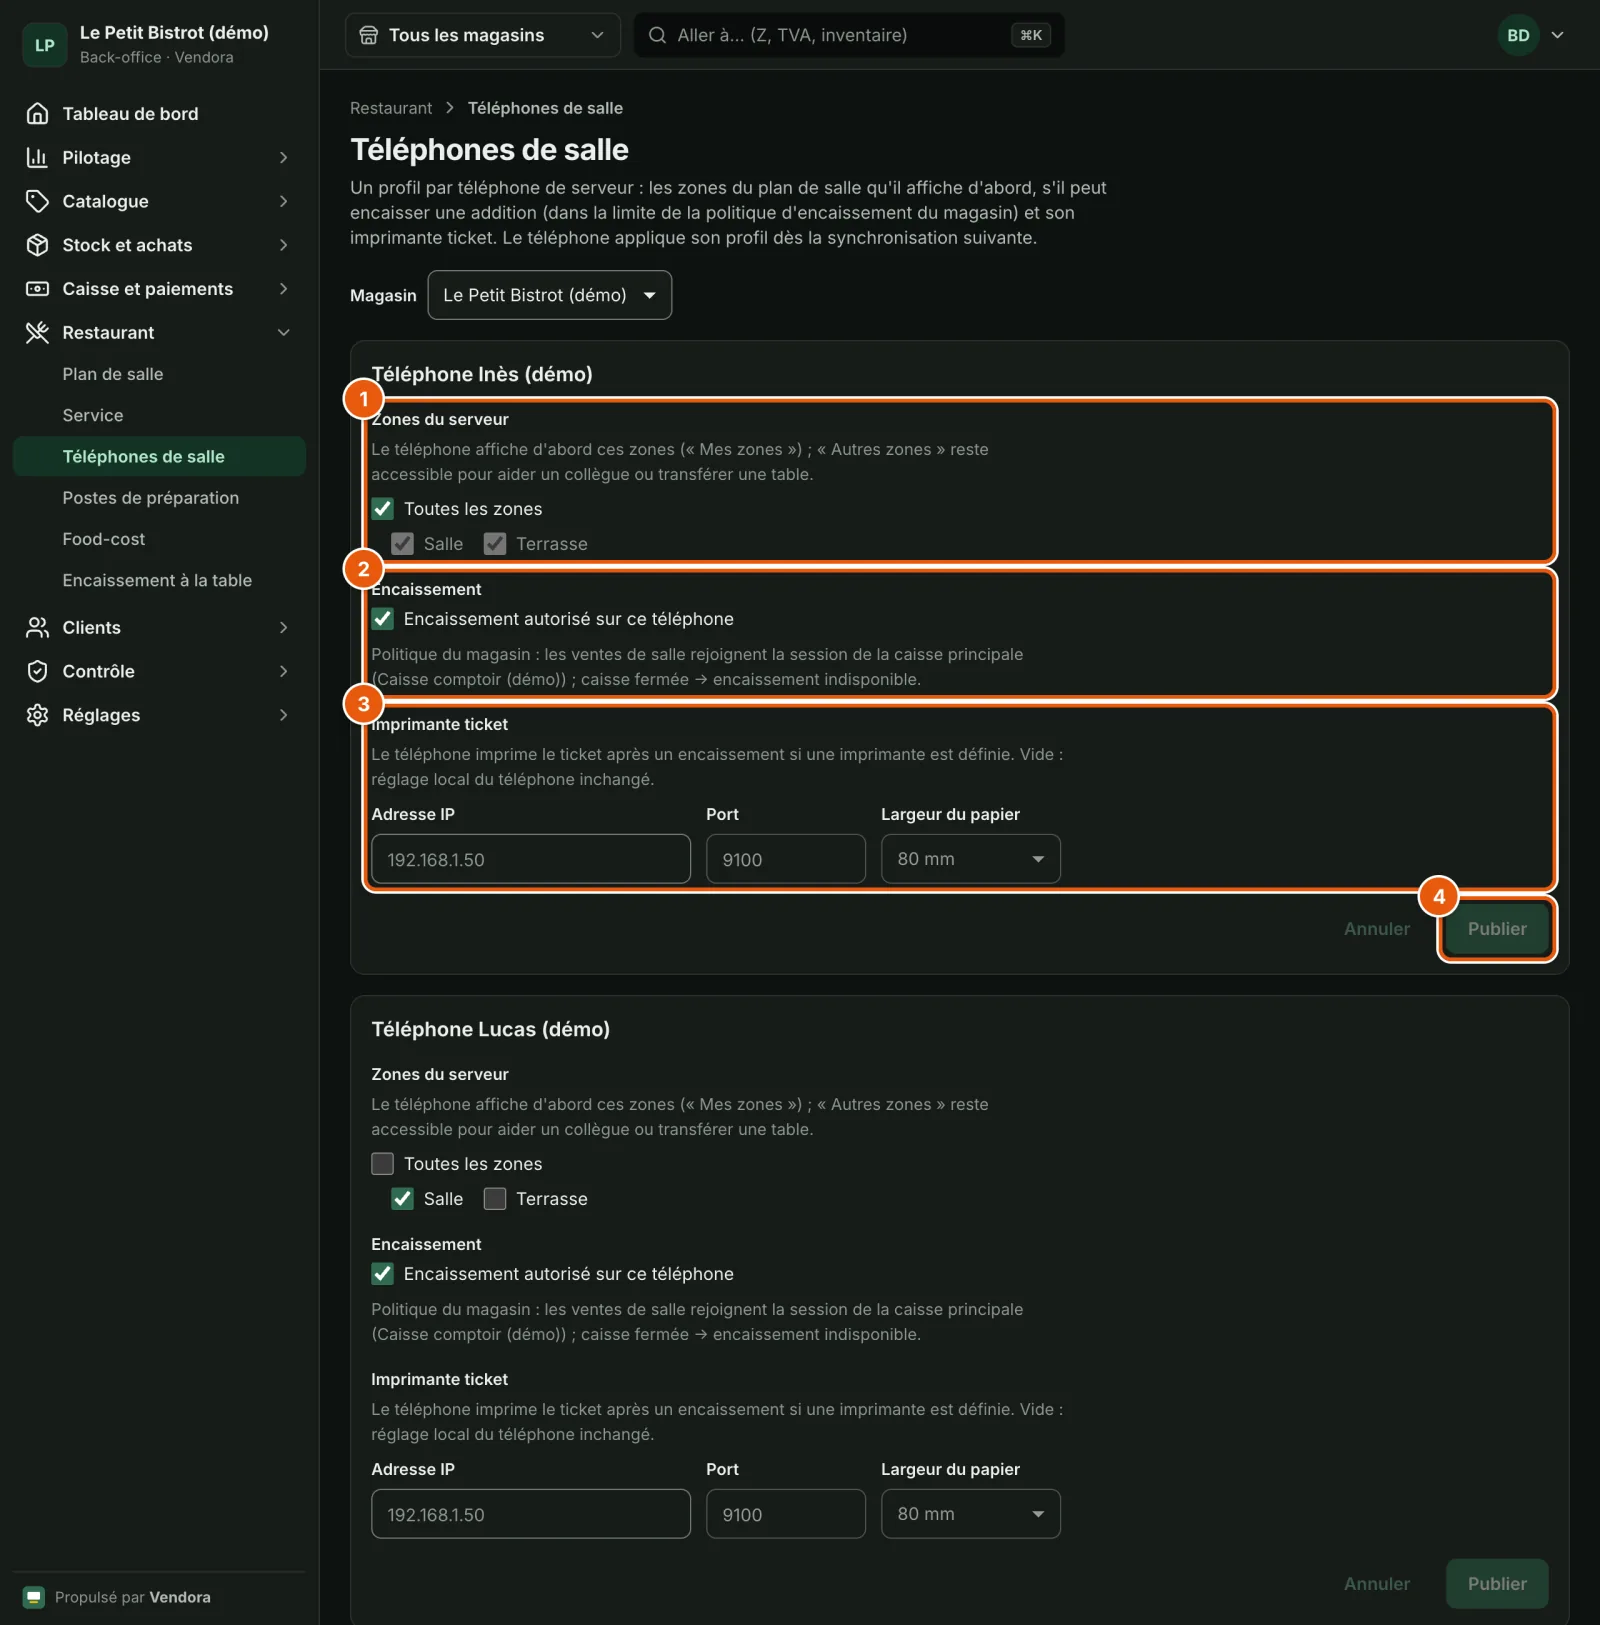 LP
Le Petit Bistrot (démo)
Back-office · Vendora
Tous les magasins
Aller à... (Z, TVA, inventaire)
⌘K
BD
Tableau de bord
Pilotage
Catalogue
Stock et achats
Caisse et paiements
Restaurant
Plan de salle
Service
Téléphones de salle
Postes de préparation
Food-cost
Encaissement à la table
Clients
Contrôle
Réglages
Propulsé par Vendora
Restaurant > Téléphones de salle
Téléphones de salle
Un profil par téléphone de serveur : les zones du plan de salle qu'il affiche d'abord, s'il peut
encaisser une addition (dans la limite de la politique d'encaissement du magasin) et son
imprimante ticket. Le téléphone applique son profil dès la synchronisation suivante.
Magasin
Le Petit Bistrot (démo)
Téléphone Inès (démo)
1
Zones du serveur
Le téléphone affiche d'abord ces zones (« Mes zones ») ; « Autres zones » reste
accessible pour aider un collègue ou transférer une table.
Toutes les zones
Salle
Terrasse
2
Encaissement
Encaissement autorisé sur ce téléphone
Politique du magasin : les ventes de salle rejoignent la session de la caisse principale
(Caisse comptoir (démo)) ; caisse fermée → encaissement indisponible.
3
Imprimante ticket
Le téléphone imprime le ticket après un encaissement si une imprimante est définie. Vide :
réglage local du téléphone inchangé.
Adresse IP
Port
Largeur du papier
192.168.1.50
9100
80 mm
4
Annuler
Publier
Téléphone Lucas (démo)
Zones du serveur
Le téléphone affiche d'abord ces zones (« Mes zones ») ; « Autres zones » reste
accessible pour aider un collègue ou transférer une table.
Toutes les zones
Salle
Terrasse
Encaissement
Encaissement autorisé sur ce téléphone
Politique du magasin : les ventes de salle rejoignent la session de la caisse principale
(Caisse comptoir (démo)) ; caisse fermée → encaissement indisponible.
Imprimante ticket
Le téléphone imprime le ticket après un encaissement si une imprimante est définie. Vide :
réglage local du téléphone inchangé.
Adresse IP
Port
Largeur du papier
192.168.1.50
9100
80 mm
Annuler
Publier